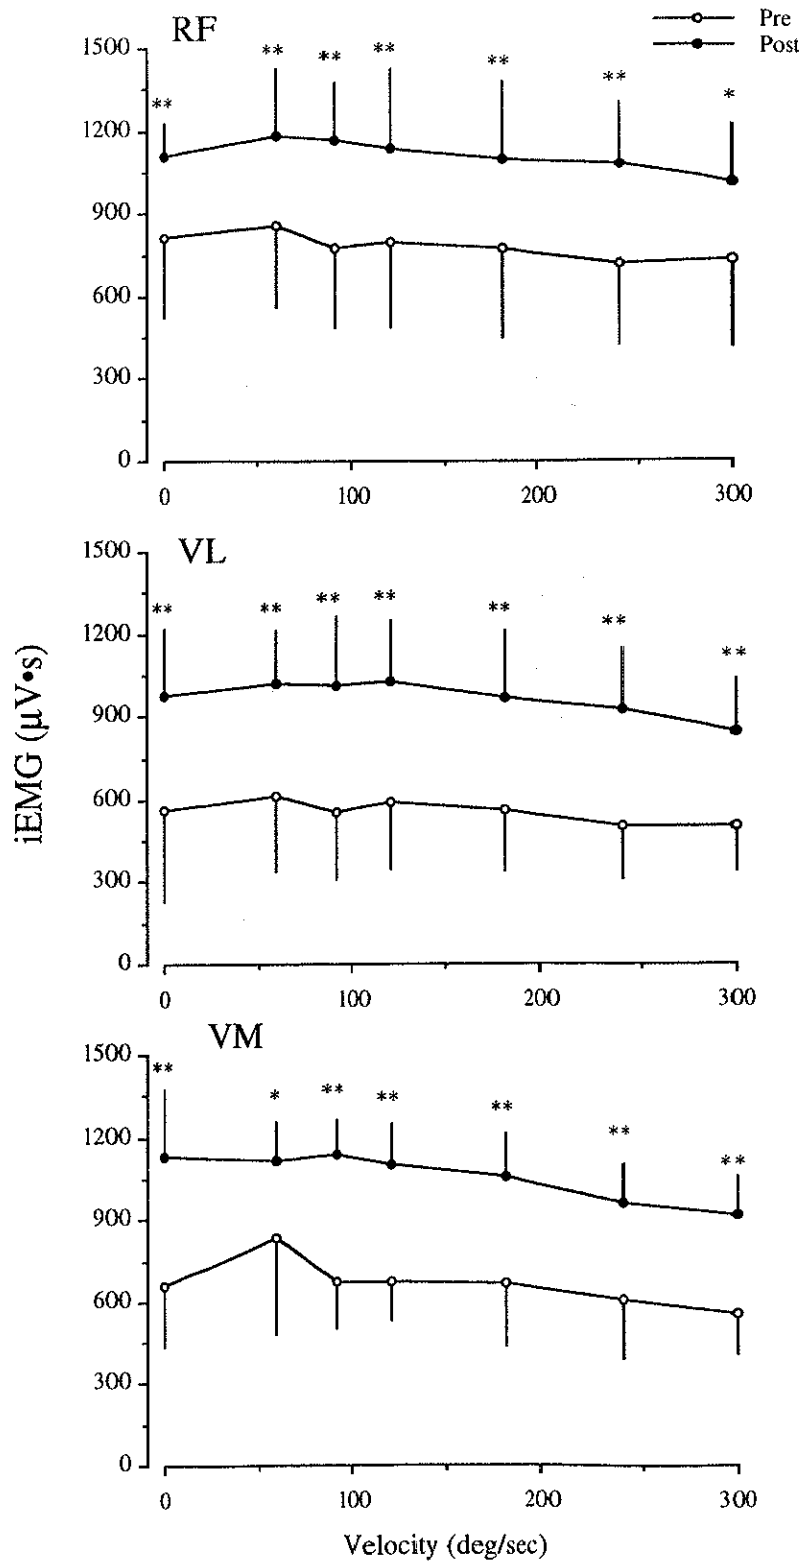 RF
Pre
Post
1500
1200
900
600
300
0
** ** ** ** ** ** *
0 100 200 300
VL
1500
1200
900
600
300
0
** ** ** ** ** ** **
0 100 200 300
iEMG (µV•s)
VM
1500
1200
900
600
300
0
** * ** ** ** ** **
0 100 200 300
Velocity (deg/sec)